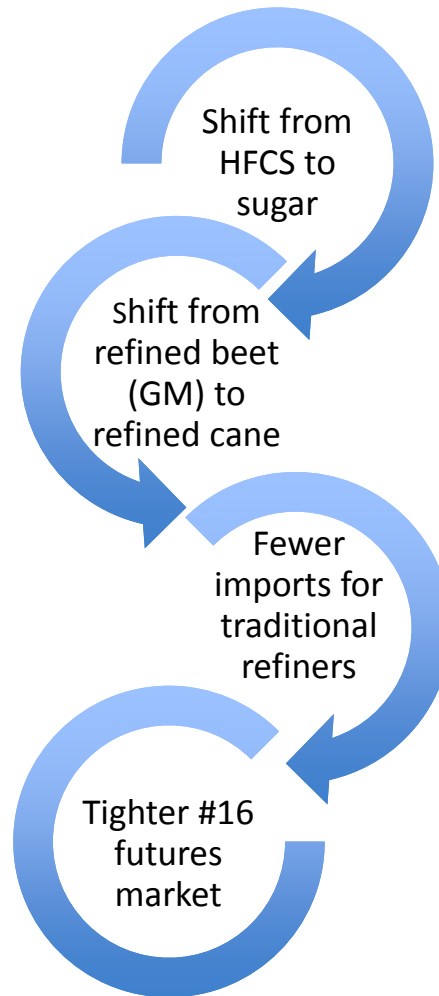 Shift from
HFCS to
sugar
Shift from
refined beet
(GM) to
refined cane
Fewer
imports for
traditional
refiners
Tighter #16
futures
market